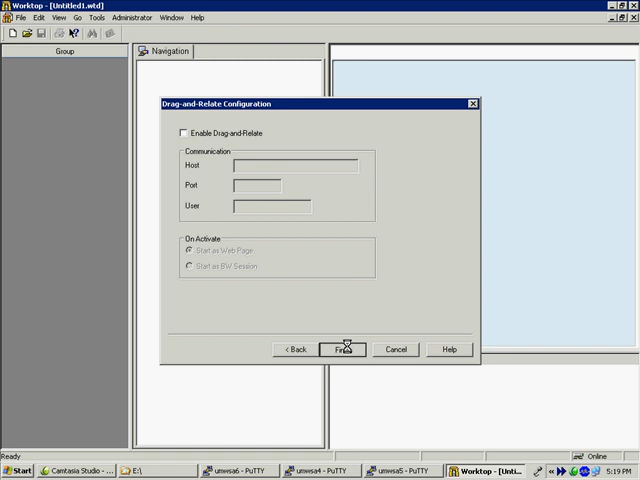 Worktop - [Untitled1.wtd]
File Edit View Go Tools Administrator Window Help
Group
Navigation
Drag-and-Relate Configuration
Enable Drag-and-Relate
Communication
Host
Port
User
On Activate
Start as Web Page
Start as BW Session
< Back
Cancel
Help
Ready
Online
Start
Camtasia Studio - ...
E:\
umwsa6 - PuTTY
umwsa4 - PuTTY
umwsa5 - PuTTY
Worktop - [Unti...
5:19 PM